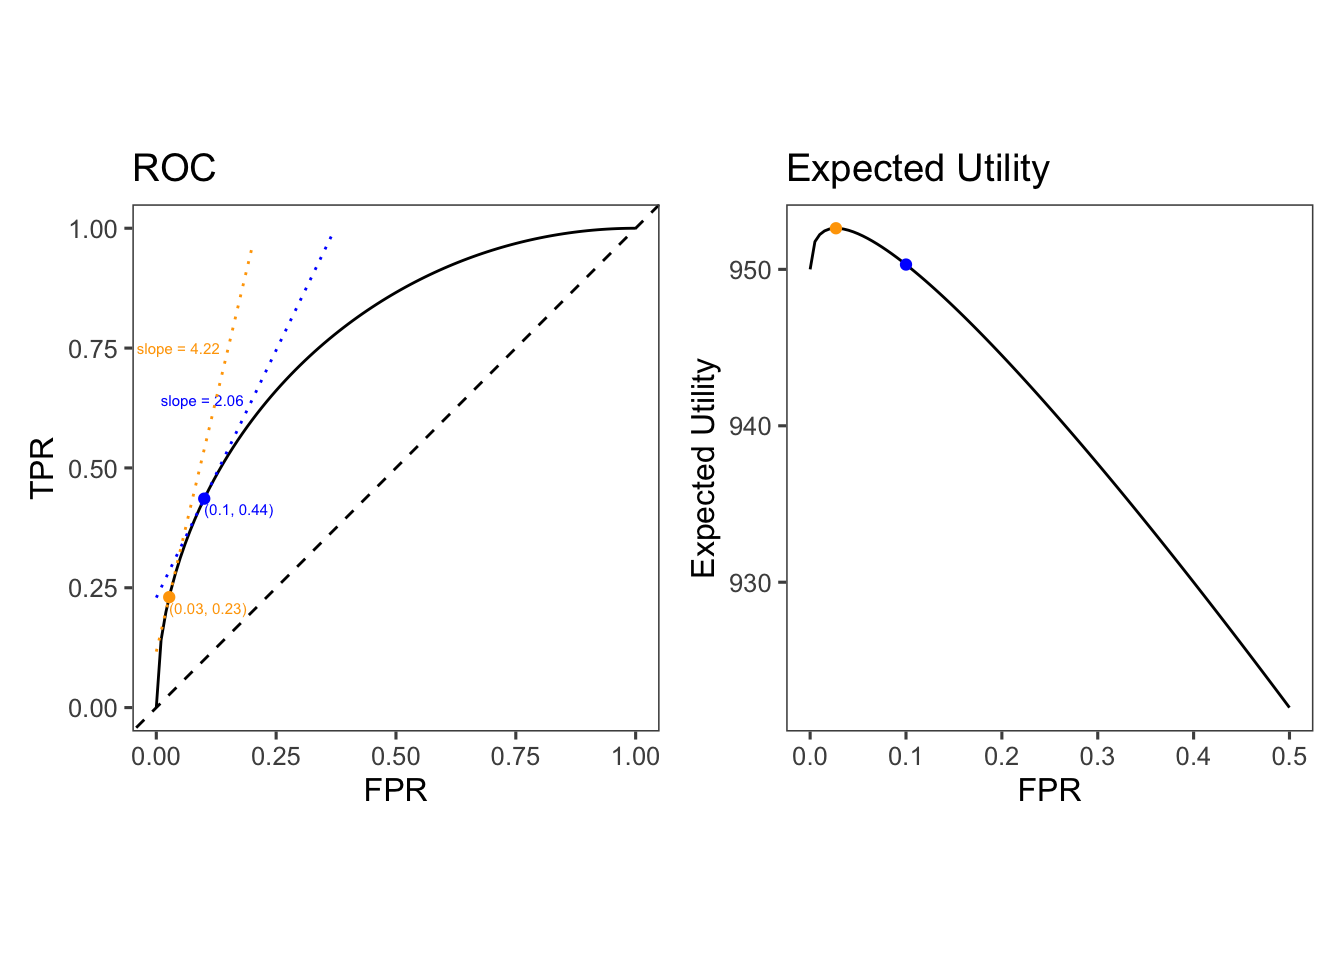 ROC
TPR
1.00
0.75
0.50
0.25
0.00
slope = 4.22
slope = 2.06
(0.1, 0.44)
(0.03, 0.23)
0.00 0.25 0.50 0.75 1.00
FPR
Expected Utility
Expected Utility
950
940
930
0.0 0.1 0.2 0.3 0.4 0.5
FPR